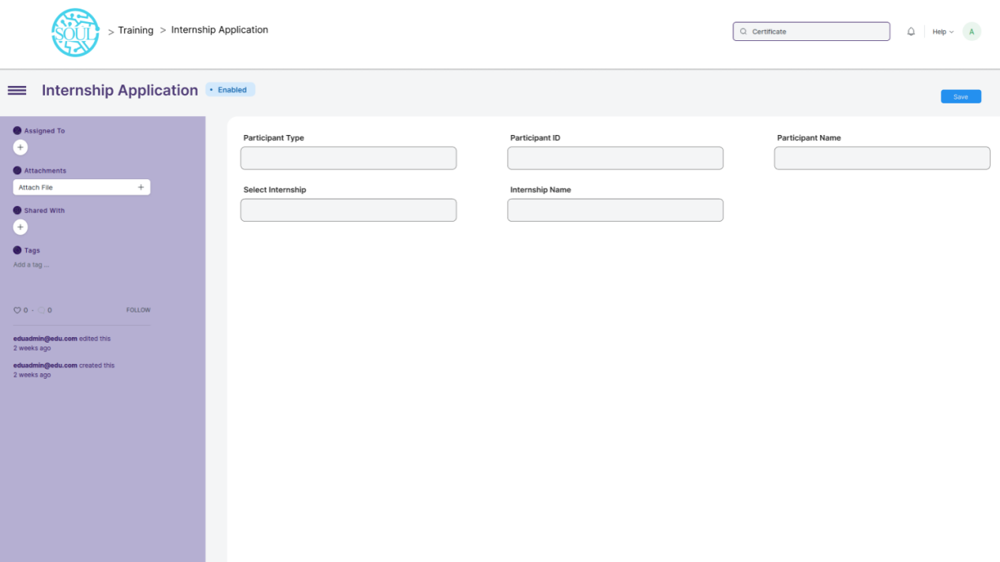 SOUL
> Training > Internship Application
Certificate
Help
A
Internship Application
• Enabled
Save
Assigned To
+
Attachments
Attach File +
Shared With
+
Tags
Add a tag ...
0 · 0 FOLLOW
eduadmin@edu.com edited this
2 weeks ago
eduadmin@edu.com created this
2 weeks ago
Participant Type
Participant ID
Participant Name
Select Internship
Internship Name